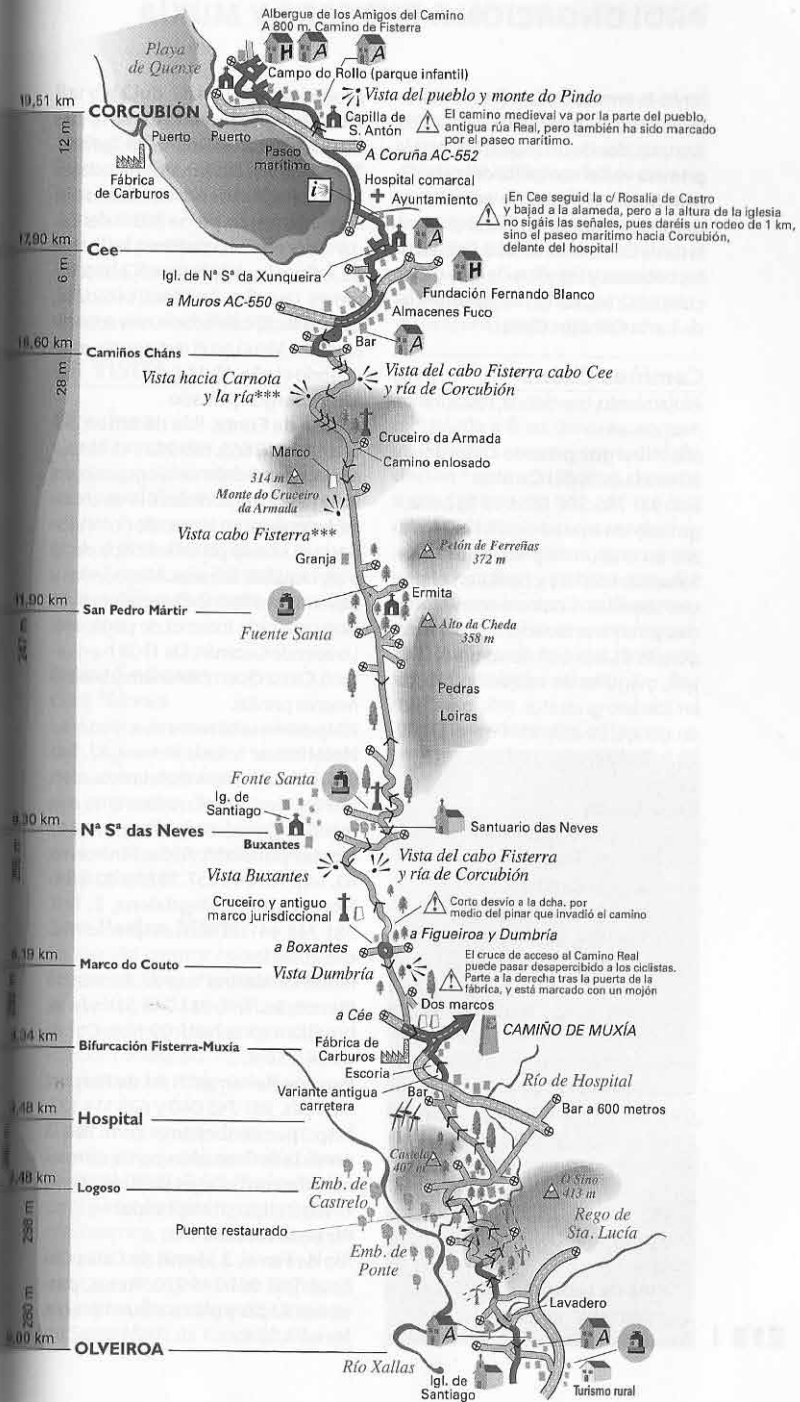 Albergue de los Amigos del Camino
A 800 m. Camino de Fisterra
Playa
de Quenxe
H
A
A
Campo do Rollo (parque infantil)
Vista del pueblo y monte do Pindo
CORCUBIÓN
12 m
Puerto
Puerto
Capilla de
S. Antón
El camino medieval va por la parte del pueblo,
antigua rúa Real, pero también ha sido marcado
por el paseo marítimo.
Paseo
marítimo
A Coruña AC-552
Fábrica
de Carburos
i
Hospital comarcal
Ayuntamiento
¡En Cee seguid la c/ Rosalía de Castro
y bajad a la alameda, pero a la altura de la iglesia
no sigáis las señales, pues daréis un rodeo de 1 km,
sino el paseo marítimo hacia Corcubión,
delante del hospital!
Cee
A
6 m
H
Igl. de Nª Sª da Xunqueira
Fundación Fernando Blanco
a Muros AC-550
Almacenes Fuco
Bar
A
Camiños Cháns
28 m
Vista hacia Carnota
y la ría***
Vista del cabo Fisterra cabo Cee
y ría de Corcubión
Cruceiro da Armada
Marco
Camino enlosado
314 m
Monte do Cruceiro
da Armada
Vista cabo Fisterra***
Petón de Ferreñas
372 m
Granja
Ermita
11,90 km
San Pedro Mártir
Fuente Santa
Alto da Cheda
358 m
247 m
Pedras
Loiras
Fonte Santa
Ig. de
Santiago
Nª Sª das Neves
Santuario das Neves
Buxantes
Vista Buxantes
Vista del cabo Fisterra
y ría de Corcubión
Cruceiro y antiguo
marco jurisdiccional
Corto desvío a la dcha. por
medio del pinar que invadió el camino
a Boxantes
a Figueiroa y Dumbría
Marco do Couto
Vista Dumbría
El cruce de acceso al Camino Real
puede pasar desapercibido a los ciclistas.
Parte a la derecha tras la puerta de la
fábrica, y está marcado con un mojón
Dos marcos
a Cée
CAMIÑO DE MUXÍA
Bifurcación Fisterra-Muxía
Fábrica de
Carburos
Escoria
Río de Hospital
Variante antigua
carretera
Bar
Bar a 600 metros
Hospital
Castelo
407 m
Logoso
Emb. de
Castrelo
O Sino
413 m
Puente restaurado
Rego de
Sta. Lucía
298 m
Emb. de
Ponte
Lavadero
280 m
A
A
OLVEIROA
Río Xallas
Igl. de
Santiago
Turismo rural